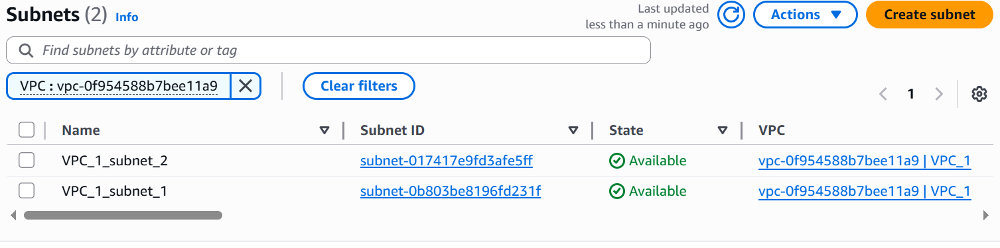 Subnets (2) Info
Last updated
less than a minute ago
Actions
Create subnet
Find subnets by attribute or tag
VPC : vpc-0f954588b7bee11a9
Clear filters
1
Name Subnet ID State VPC
VPC_1_subnet_2 subnet-017417e9fd3afe5ff Available vpc-0f954588b7bee11a9 | VPC_1
VPC_1_subnet_1 subnet-0b803be8196fd231f Available vpc-0f954588b7bee11a9 | VPC_1